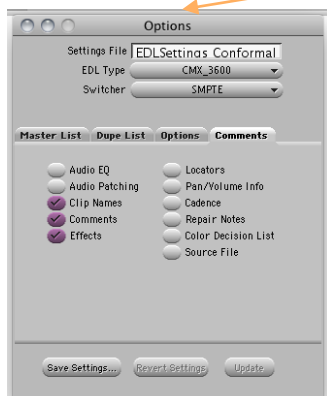 Options
Settings File EDLSettings Conformal
EDL Type CMX_3600
Switcher SMPTE
Master List Dupe List Options Comments
Audio EQ
Audio Patching
Clip Names
Comments
Effects
Locators
Pan/Volume Info
Cadence
Repair Notes
Color Decision List
Source File
Save Settings... Revert Settings Update